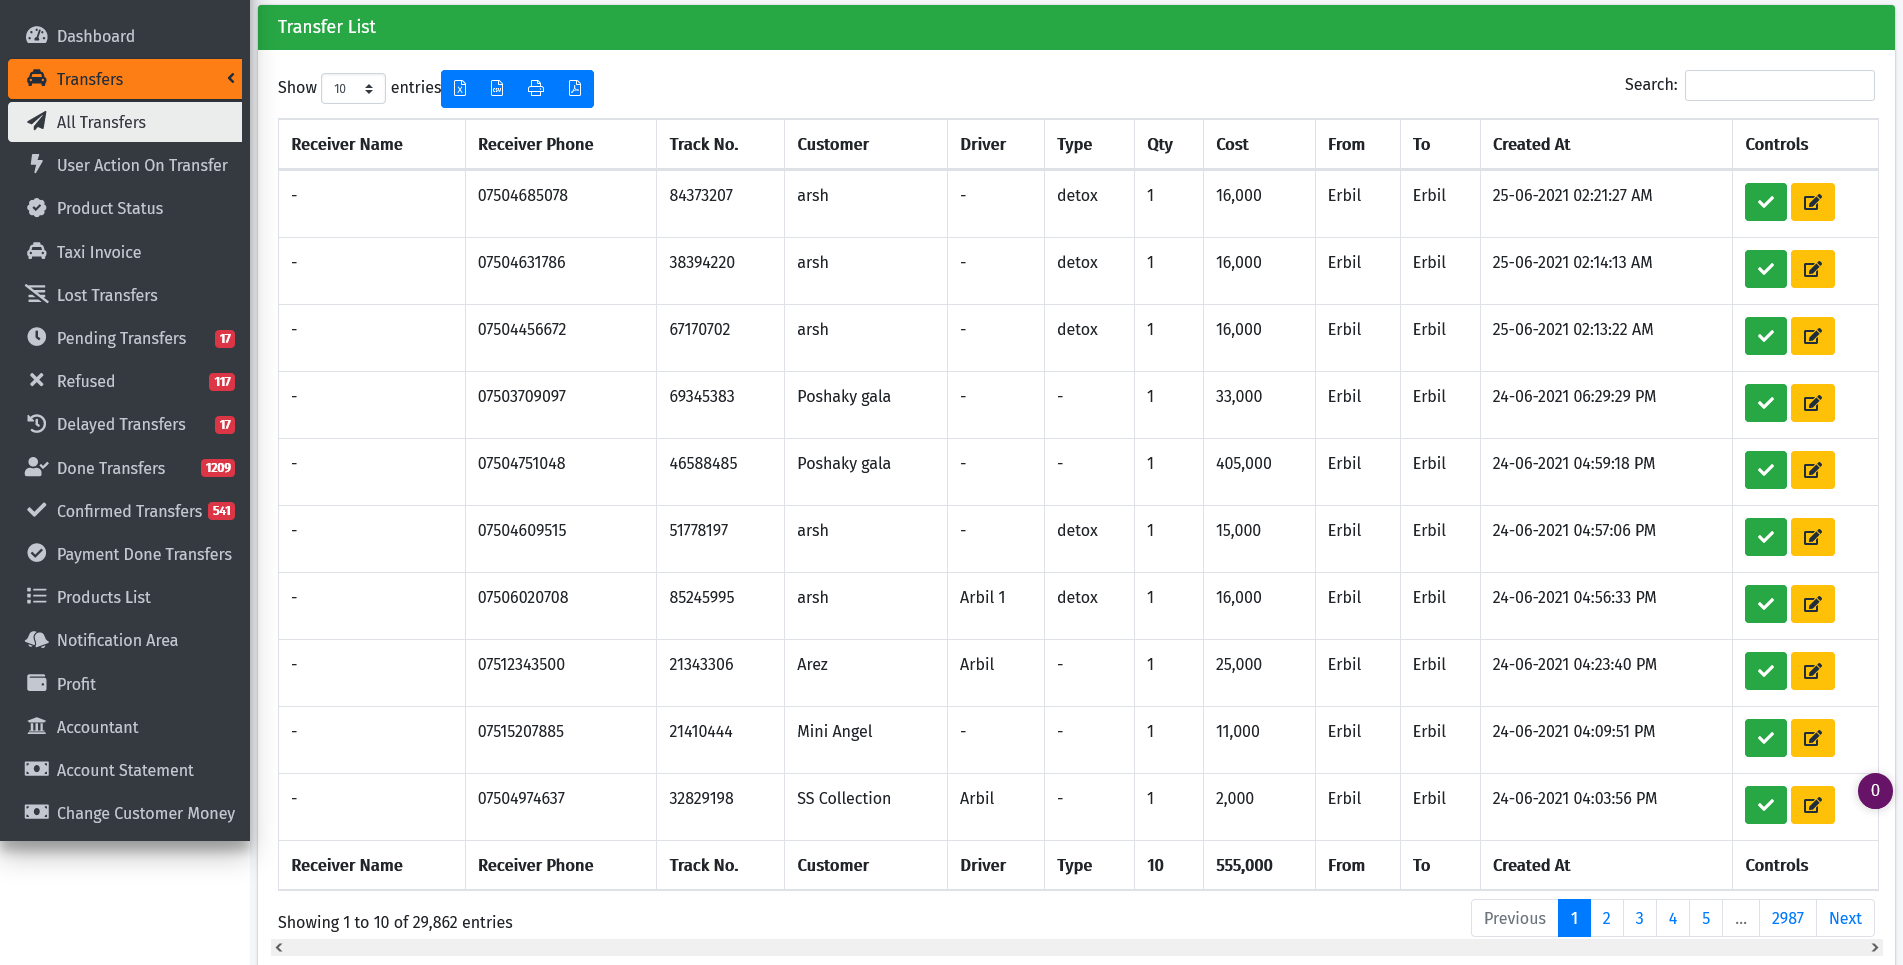 Dashboard
Transfers
All Transfers
User Action On Transfer
Product Status
Taxi Invoice
Lost Transfers
Pending Transfers 17
Refused 117
Delayed Transfers 17
Done Transfers 1209
Confirmed Transfers 541
Payment Done Transfers
Products List
Notification Area
Profit
Accountant
Account Statement
Change Customer Money
Transfer List
Show 10 entries Search:
Receiver Name Receiver Phone Track No. Customer Driver Type Qty Cost From To Created At Controls
- 07504685078 84373207 arsh - detox 1 16,000 Erbil Erbil 25-06-2021 02:21:27 AM
- 07504631786 38394220 arsh - detox 1 16,000 Erbil Erbil 25-06-2021 02:14:13 AM
- 07504456672 67170702 arsh - detox 1 16,000 Erbil Erbil 25-06-2021 02:13:22 AM
- 07503709097 69345383 Poshaky gala - - 1 33,000 Erbil Erbil 24-06-2021 06:29:29 PM
- 07504751048 46588485 Poshaky gala - - 1 405,000 Erbil Erbil 24-06-2021 04:59:18 PM
- 07504609515 51778197 arsh - detox 1 15,000 Erbil Erbil 24-06-2021 04:57:06 PM
- 07506020708 85245995 arsh Arbil 1 detox 1 16,000 Erbil Erbil 24-06-2021 04:56:33 PM
- 07512343500 21343306 Arez Arbil - 1 25,000 Erbil Erbil 24-06-2021 04:23:40 PM
- 07515207885 21410444 Mini Angel - - 1 11,000 Erbil Erbil 24-06-2021 04:09:51 PM
- 07504974637 32829198 SS Collection Arbil - 1 2,000 Erbil Erbil 24-06-2021 04:03:56 PM
0
Receiver Name Receiver Phone Track No. Customer Driver Type 10 555,000 From To Created At Controls
Showing 1 to 10 of 29,862 entries
Previous 1 2 3 4 5 ... 2987 Next